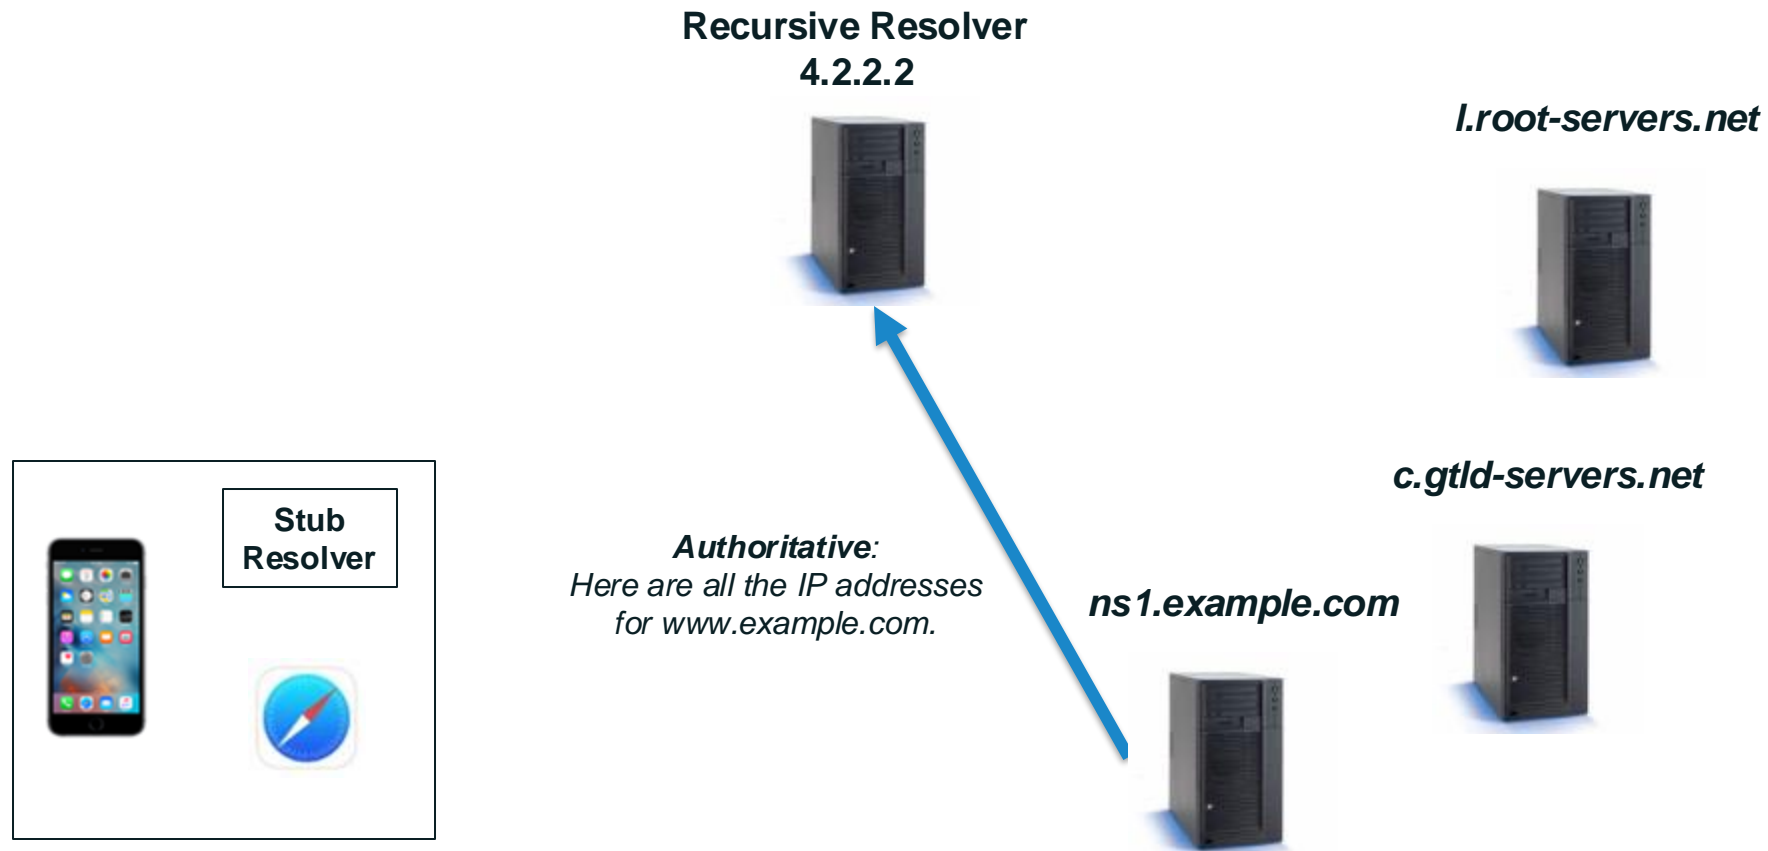 Recursive Resolver
4.2.2.2
l.root-servers.net
c.gtld-servers.net
Stub
Resolver
Authoritative:
Here are all the IP addresses
for www.example.com.
ns1.example.com